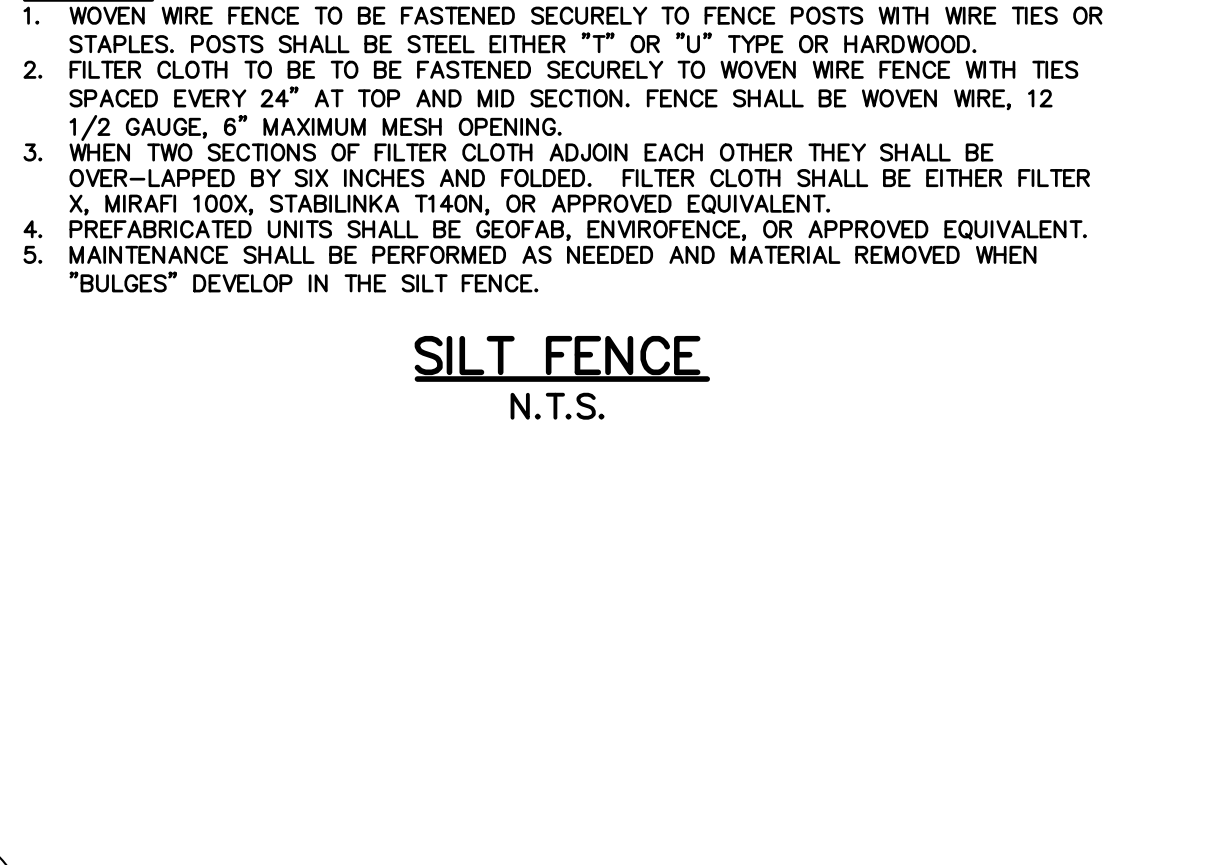 1. WOVEN WIRE FENCE TO BE FASTENED SECURELY TO FENCE POSTS WITH WIRE TIES OR
STAPLES. POSTS SHALL BE STEEL EITHER "T" OR "U" TYPE OR HARDWOOD.
2. FILTER CLOTH TO BE TO BE FASTENED SECURELY TO WOVEN WIRE FENCE WITH TIES
SPACED EVERY 24" AT TOP AND MID SECTION. FENCE SHALL BE WOVEN WIRE, 12
1/2 GAUGE, 6" MAXIMUM MESH OPENING.
3. WHEN TWO SECTIONS OF FILTER CLOTH ADJOIN EACH OTHER THEY SHALL BE
OVER-LAPPED BY SIX INCHES AND FOLDED. FILTER CLOTH SHALL BE EITHER FILTER
X, MIRAFI 100X, STABILINKA T140N, OR APPROVED EQUIVALENT.
4. PREFABRICATED UNITS SHALL BE GEOFAB, ENVIROFENCE, OR APPROVED EQUIVALENT.
5. MAINTENANCE SHALL BE PERFORMED AS NEEDED AND MATERIAL REMOVED WHEN
"BULGES" DEVELOP IN THE SILT FENCE.
SILT FENCE
N.T.S.